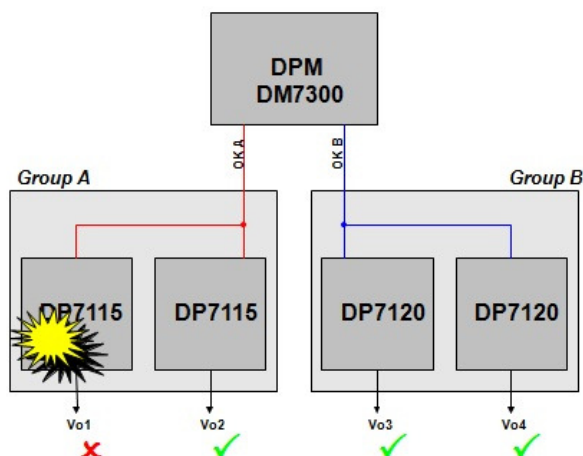 DPM
DM7300
OK A
OK B
Group A
Group B
DP7115
DP7115
DP7120
DP7120
Vo1
Vo2
Vo3
Vo4